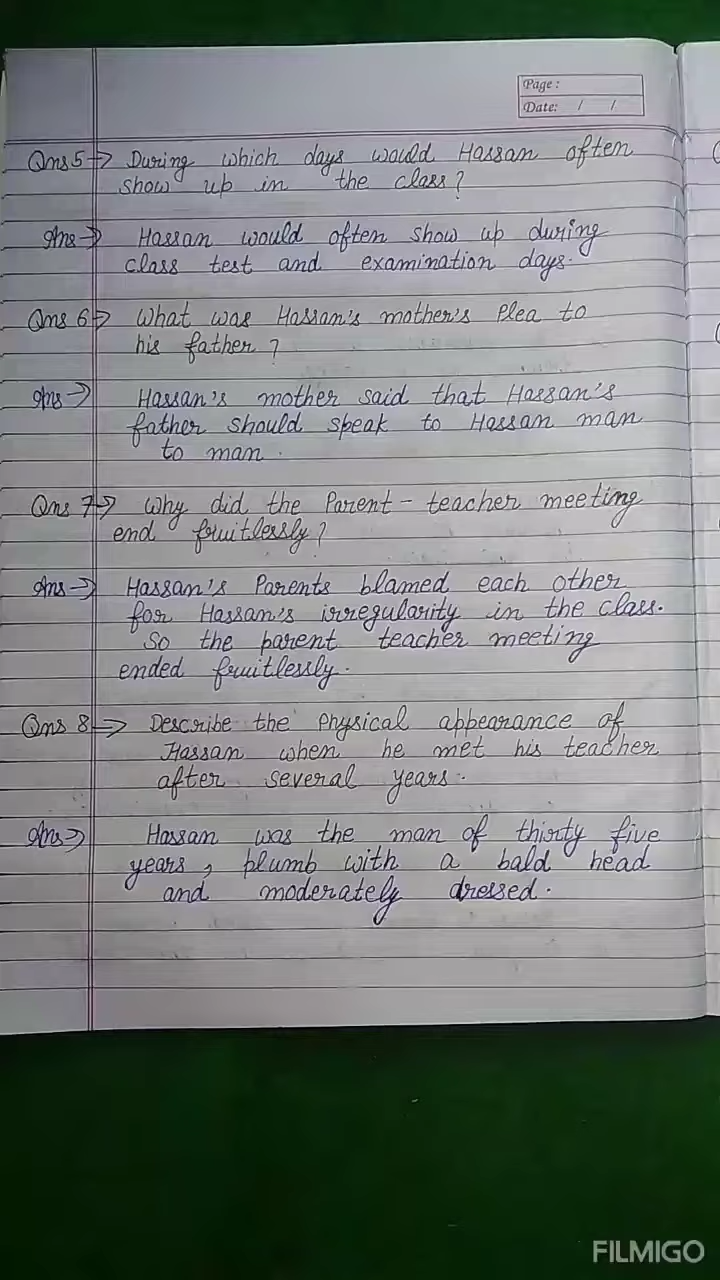 Page :
Date: / /
Qns 5 → During which days would Hassan often
show up in the class?
Ans → Hassan would often show up during
class test and examination days.
Qns 6 → What was Hassan's mother's Plea to
his father ?
Ans → Hassan's mother said that Hassan's
father should speak to Hassan man
to man .
Qns 7 → Why did the Parent - teacher meeting
end fruitlessly?
Ans → Hassan's Parents blamed each other
for Hassan's irregularity in the class.
So the parent teacher meeting
ended fruitlessly.
Qns 8 → Describe the Physical appearance of
Hassan when he met his teacher
after several years.
Ans → Hassan was the man of thirty five
years, plumb with a bald head
and moderately dressed.
FILMIGO